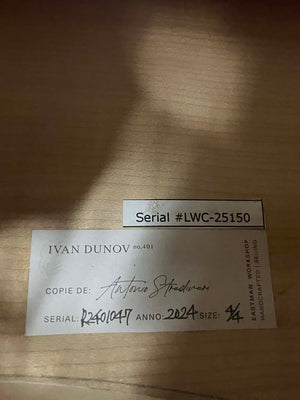 Serial #LWC-25150
IVAN DUNOV no.401
COPIE DE: Antonio Stradivari
SERIAL: R2401047 ANNO: 2024 SIZE: 4/4
EASTMAN WORKSHOP
HANDCRAFTED | BEIJING